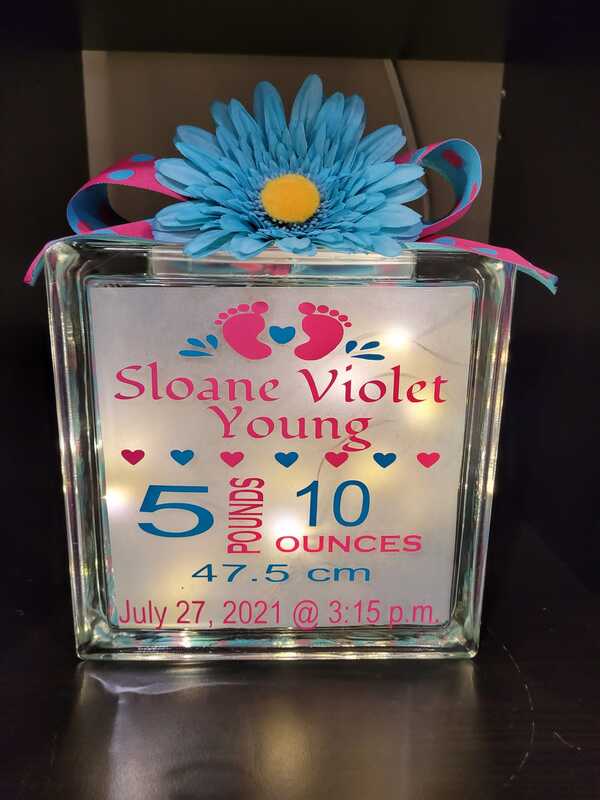 Sloane Violet
Young
5 POUNDS 10 OUNCES
47.5 cm
July 27, 2021 @ 3:15 p.m.